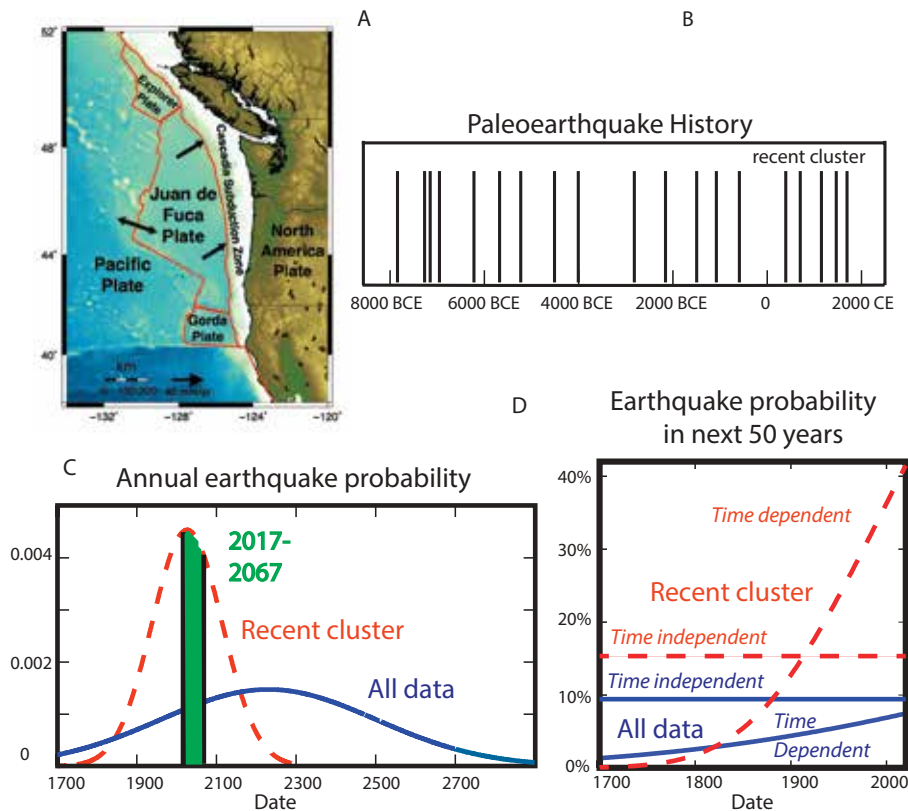 A
B
52°
48°
44°
40°
−132°
−128°
−124°
−120°
Explorer
Plate
Cascadia Subduction Zone
Juan de
Fuca
Plate
North
America
Plate
Pacific
Plate
Gorda
Plate
km
Paleoearthquake History
recent cluster
8000 BCE
6000 BCE
4000 BCE
2000 BCE
0
2000 CE
C
Annual earthquake probability
0.004
0.002
0
2017-
2067
Recent cluster
All data
1700
1900
2100
2300
2500
2700
Date
D
Earthquake probability
in next 50 years
40%
30%
20%
10%
0%
Time dependent
Recent cluster
Time independent
Time independent
All data
Time
Dependent
1700
1800
1900
2000
Date